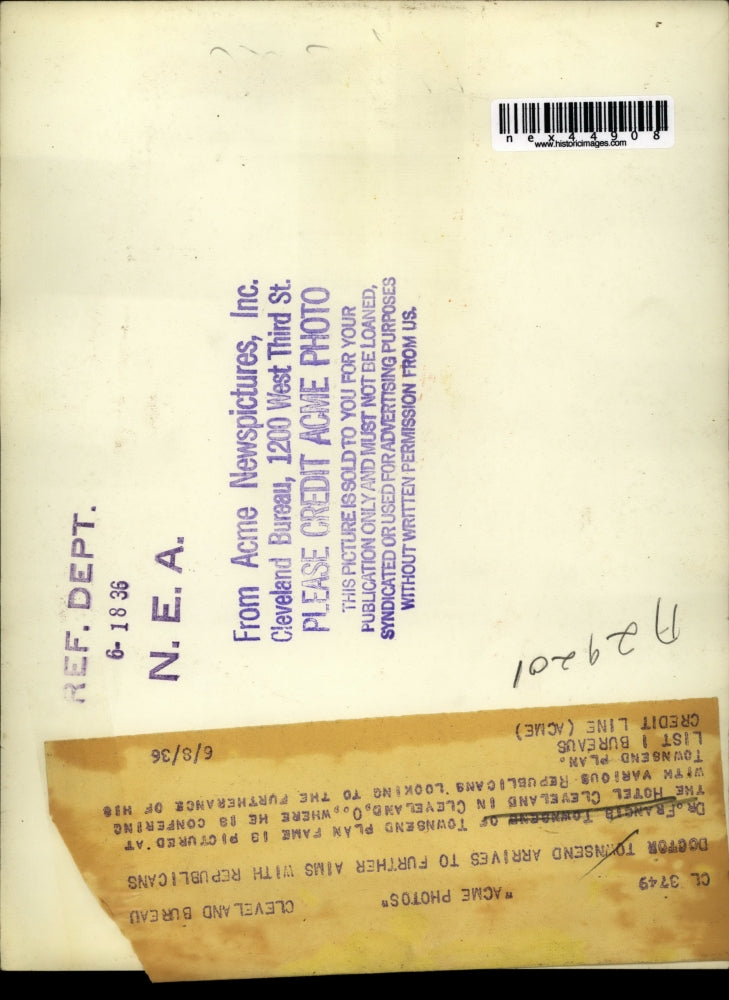 nex44908
www.historicimages.com
From Acme Newspictures, Inc.
Cleveland Bureau, 1200 West Third St.
PLEASE CREDIT ACME PHOTO
THIS PICTURE IS SOLD TO YOU FOR YOUR
PUBLICATION ONLY AND MUST NOT BE LOANED,
SYNDICATED OR USED FOR ADVERTISING PURPOSES
WITHOUT WRITTEN PERMISSION FROM US.
REF. DEPT.
6-18 36
N. E. A.
A29201
CL 3749 "ACME PHOTOS" CLEVELAND BUREAU
DOCTOR TOWNSEND ARRIVES TO FURTHER AIMS WITH REPUBLICANS
DR. FRANCIS TOWNSEND OF TOWNSEND PLAN FAME IS PICTURED AT
THE HOTEL CLEVELAND IN CLEVELAND,O., WHERE HE IS CONFERING
WITH VARIOUS REPUBLICANS LOOKING TO THE FURTHERANCE OF HIS
TOWNSEND PLAN.
LIST 1 BUREAUS
CREDIT LINE (ACME) 6/8/36